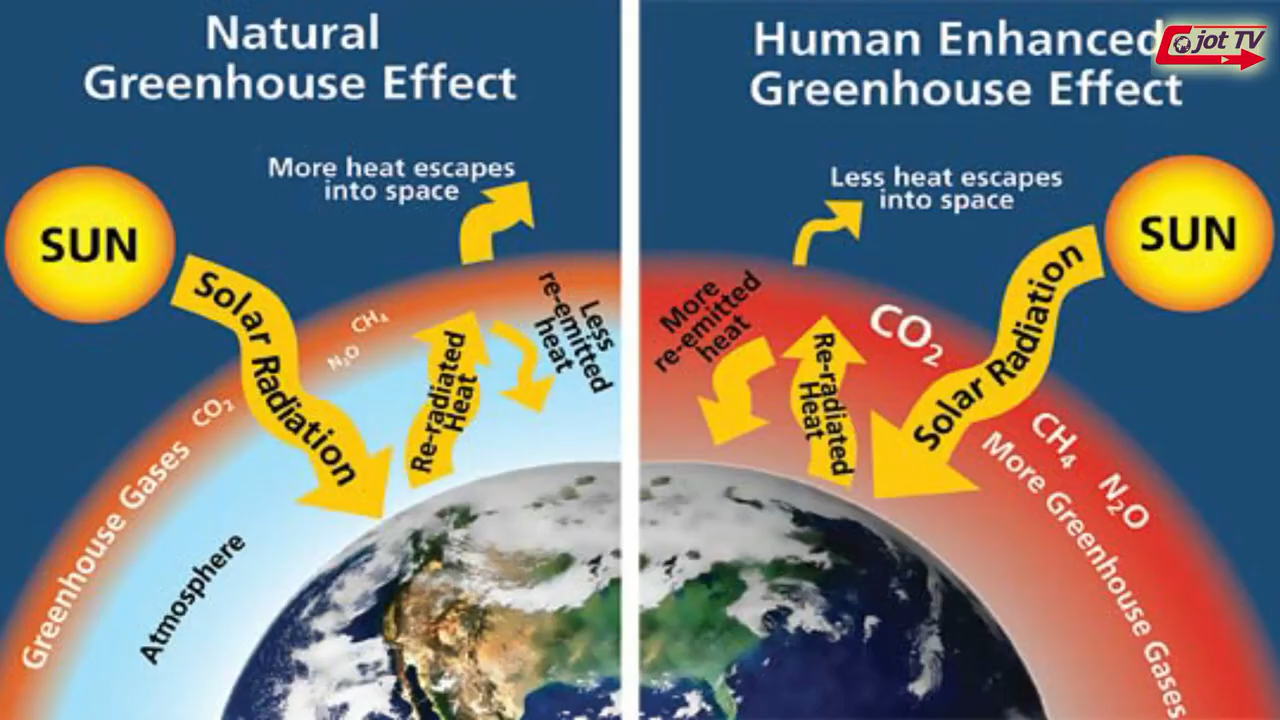 Natural
Greenhouse Effect
More heat escapes
into space
SUN
Solar Radiation
CH₄
N₂O
CO₂
Greenhouse Gases
Atmosphere
Re-radiated
Heat
Less
re-emitted
heat
Human Enhanced
Greenhouse Effect
jot TV
Less heat escapes
into space
SUN
Solar Radiation
More
re-emitted
heat
Re-radiated
Heat
CO₂
CH₄
N₂O
More Greenhouse Gases